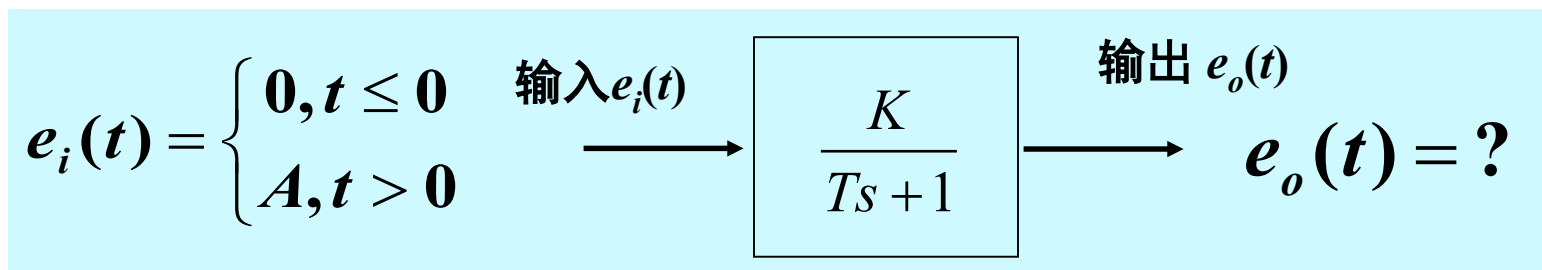 e_i(t) = { 0, t ≤ 0
A, t > 0
输入e_i(t)
K
Ts + 1
输出 e_o(t)
e_o(t) = ?